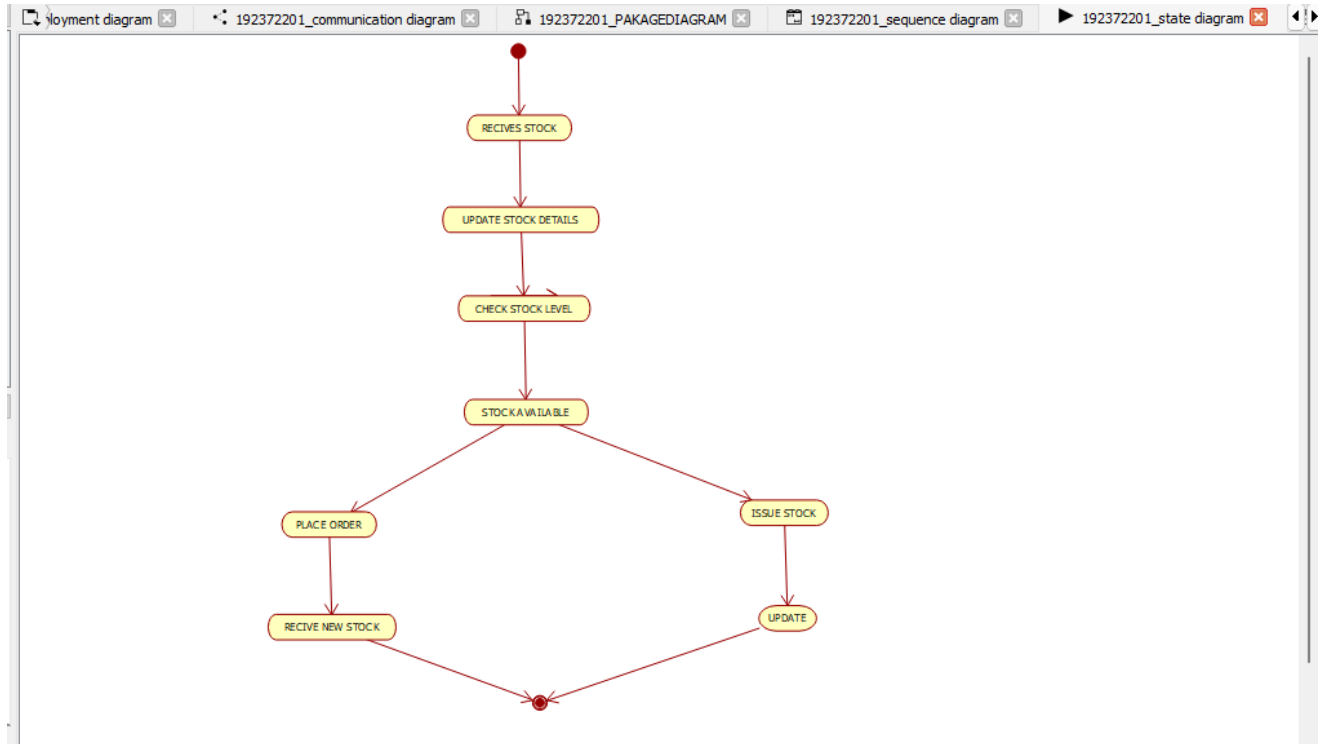 loyment diagram
192372201_communication diagram
192372201_PAKAGEDIAGRAM
192372201_sequence diagram
192372201_state diagram
RECIVES STOCK
UPDATE STOCK DETAILS
CHECK STOCK LEVEL
STOCK AVAILABLE
PLACE ORDER
ISSUE STOCK
RECIVE NEW STOCK
UPDATE